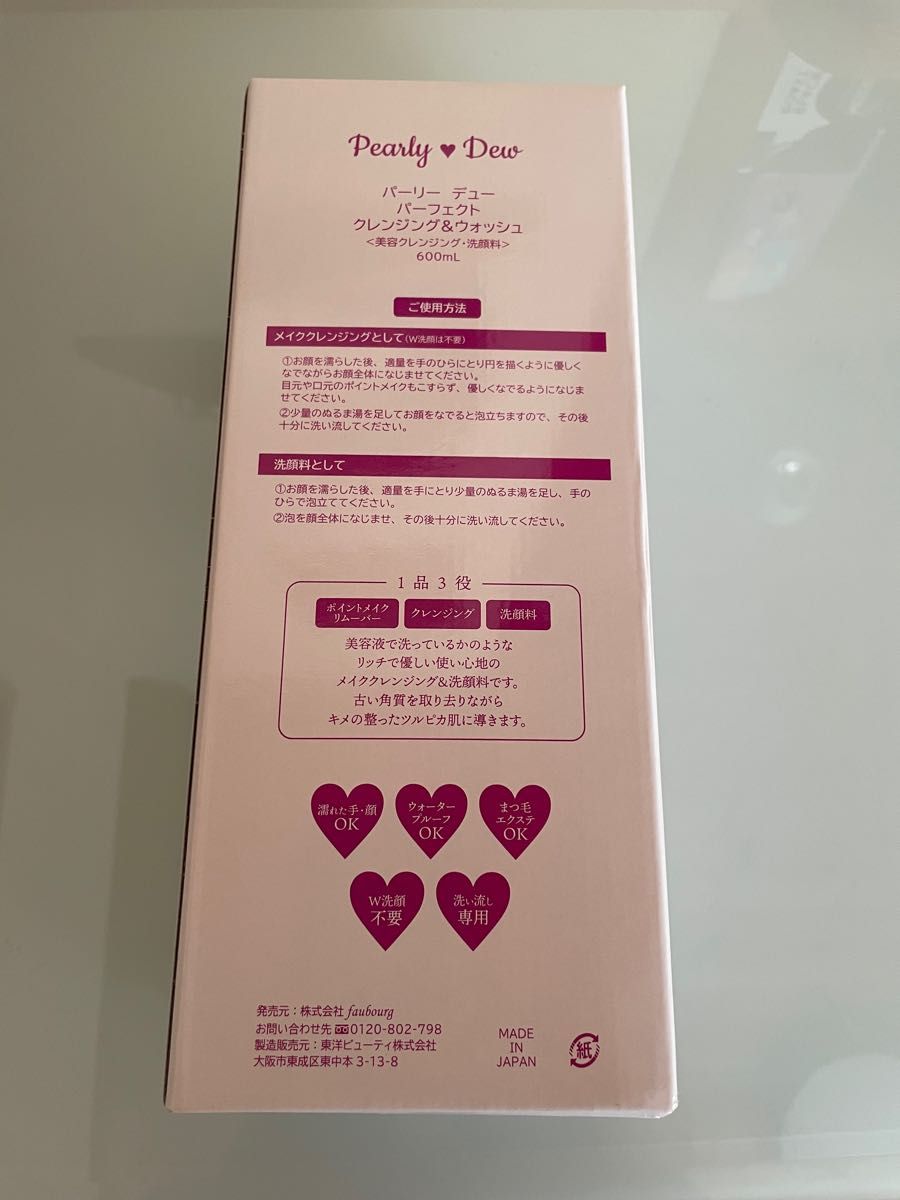 Pearly ♥ Dew
パーリー デュー
パーフェクト
クレンジング&ウォッシュ
<美容クレンジング・洗顔料>
600mL
ご使用方法
メイククレンジングとして(W洗顔は不要)
①お顔を濡らした後、適量を手のひらにとり円を描くように優しく
なでながらお顔全体になじませてください。
目元や口元のポイントメイクもこすらず、優しくなでるようになじま
せてください。
②少量のぬるま湯を足してお顔をなでると泡立ちますので、その後
十分に洗い流してください。
洗顔料として
①お顔を濡らした後、適量を手にとり少量のぬるま湯を足し、手の
ひらで泡立ててください。
②泡を顔全体になじませ、その後十分に洗い流してください。
1品3役
ポイントメイク
リムーバー
クレンジング
洗顔料
美容液で洗っているかのような
リッチで優しい使い心地の
メイククレンジング&洗顔料です。
古い角質を取り去りながら
キメの整ったツルピカ肌に導きます。
濡れた手・顔
OK
ウォーター
プルーフ
OK
まつ毛
エクステ
OK
W洗顔
不要
洗い流し
専用
発売元:株式会社 faubourg
お問い合わせ先 0120-802-798
製造販売元:東洋ビューティ株式会社
大阪市東成区東中本 3-13-8
MADE
IN
JAPAN
紙